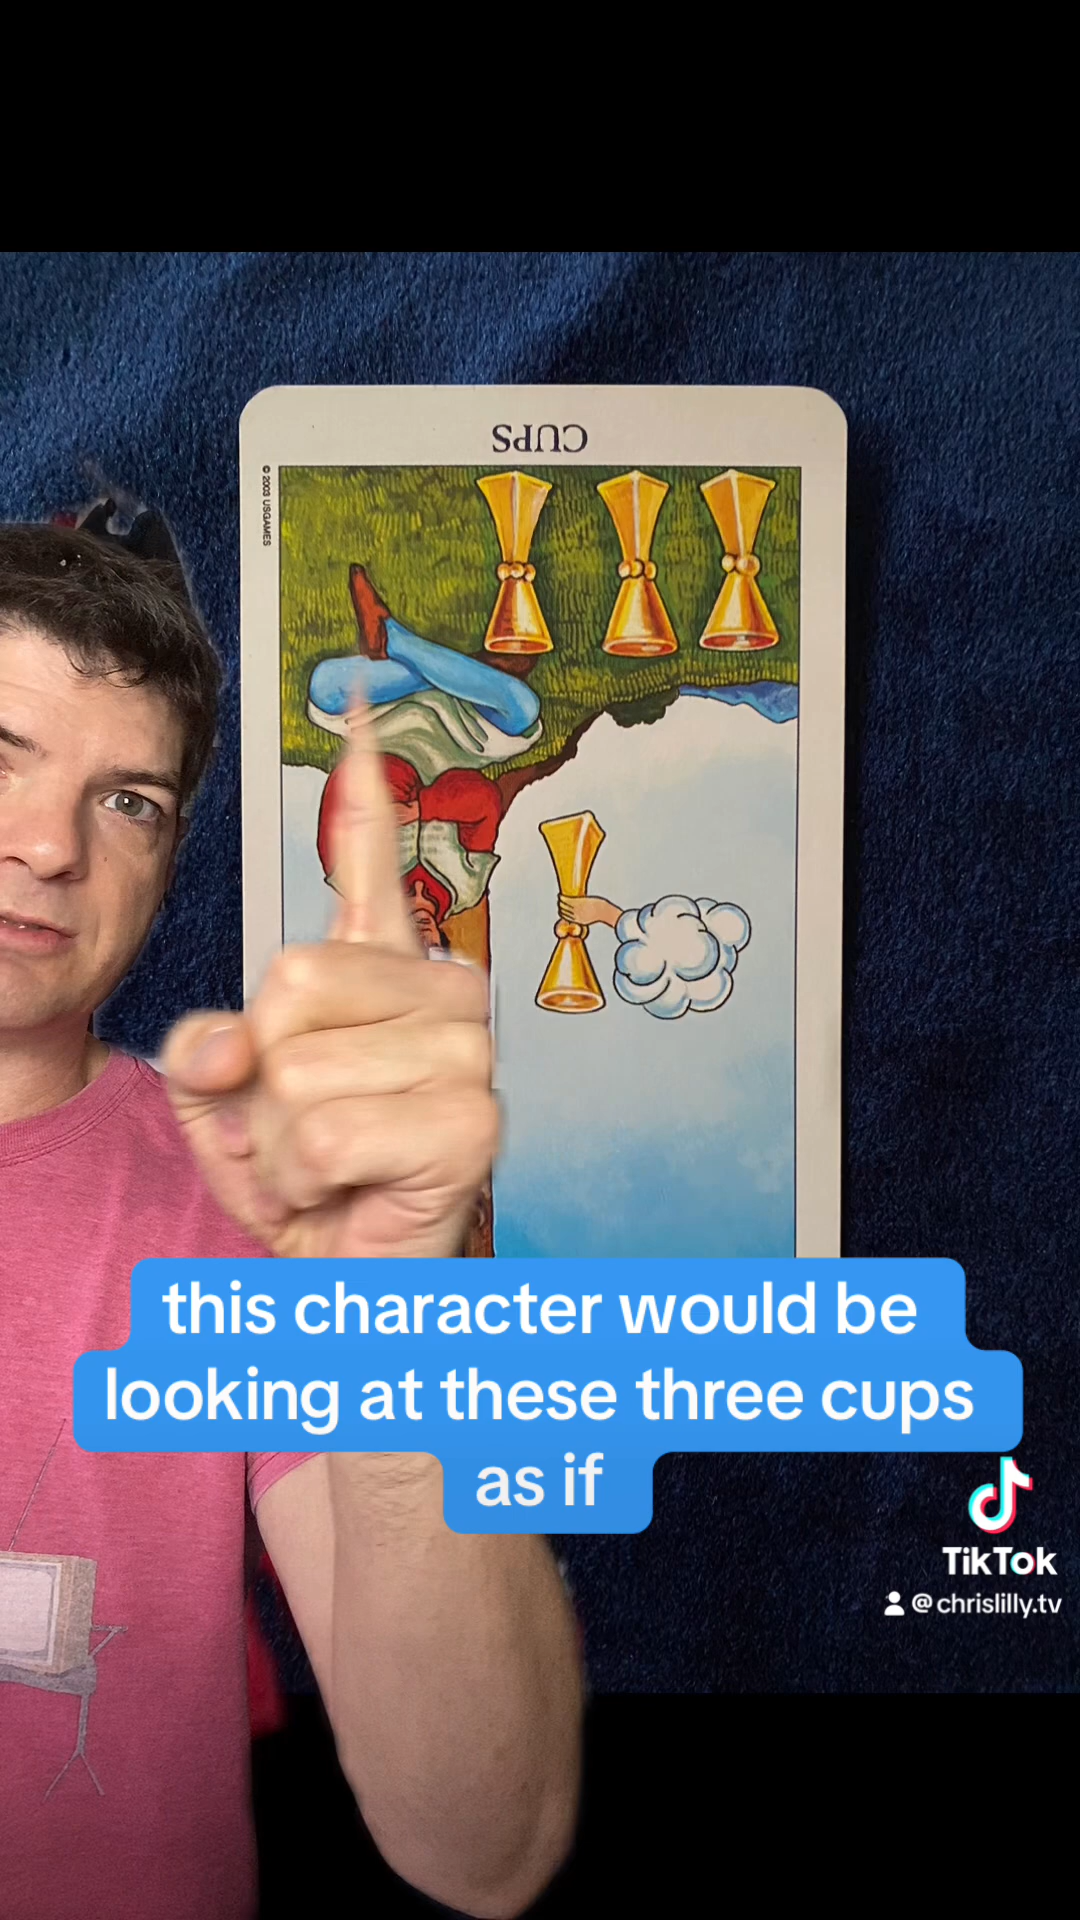 CUPS
© 2003 USGAMES
this character would be
looking at these three cups
as if
TikTok
@chrislilly.tv